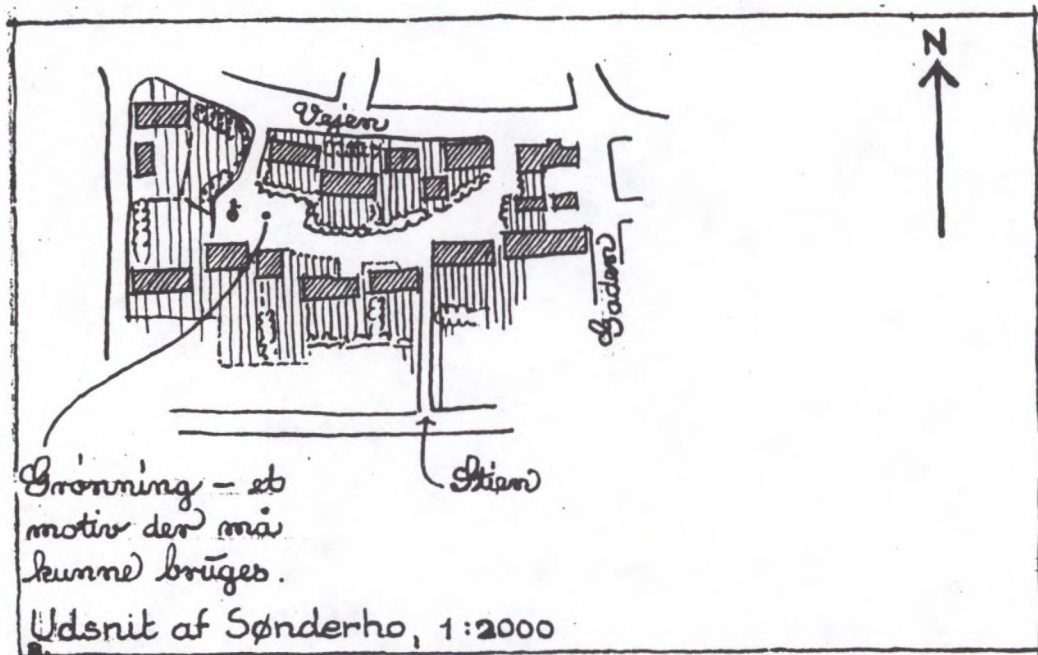 N
Vejen
Gaden
Grønning – et
motiv der må
kunne bruges.
Stien
Udsnit af Sønderho, 1:2000